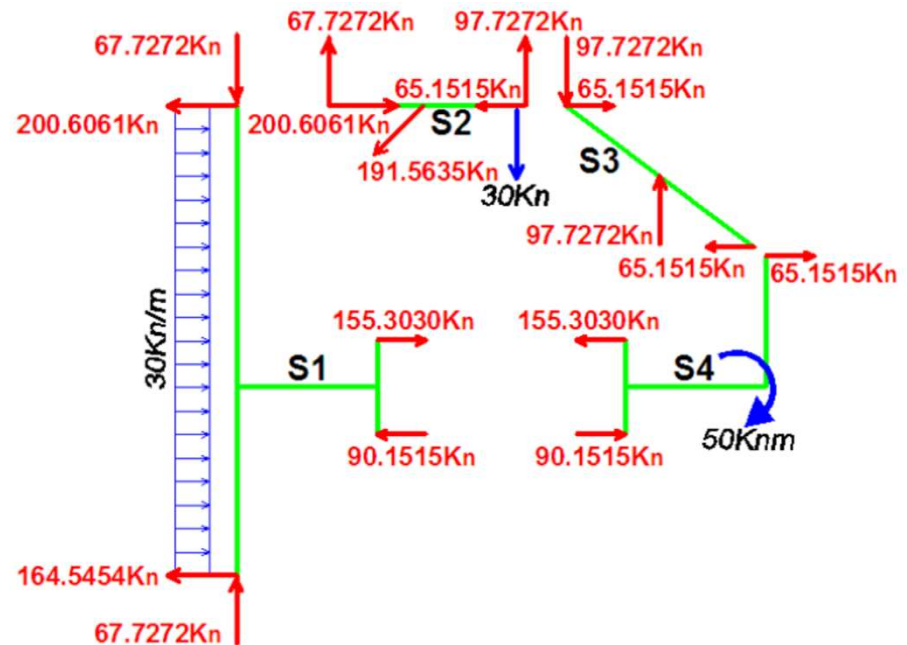 67.7272Kn
67.7272Kn
97.7272Kn
97.7272Kn
200.6061Kn
200.6061Kn
65.1515Kn
65.1515Kn
S2
191.5635Kn
30Kn
S3
97.7272Kn
65.1515Kn
65.1515Kn
30Kn/m
155.3030Kn
155.3030Kn
S1
S4
90.1515Kn
90.1515Kn
50Knm
164.5454Kn
67.7272Kn